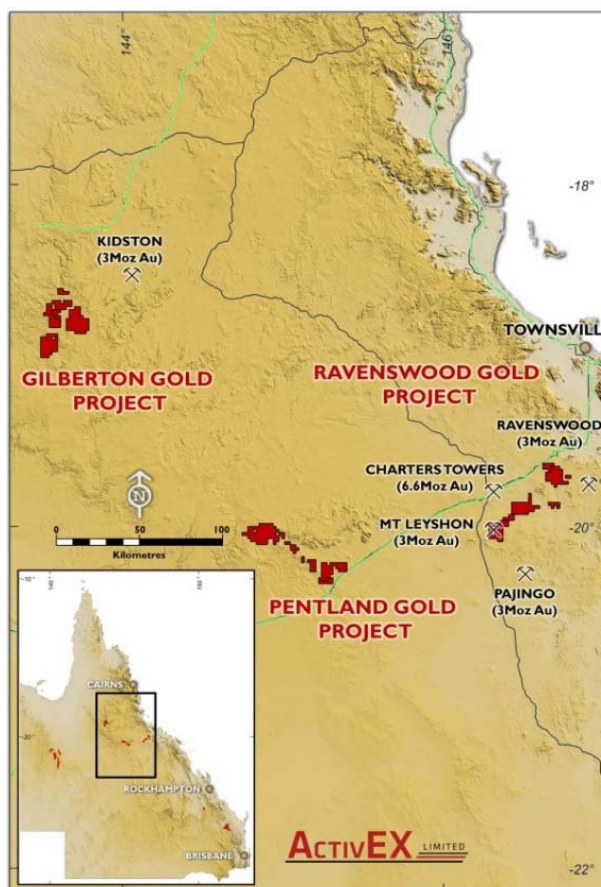 144°
146°
-18°
KIDSTON
(3Moz Au)
TOWNSVILLE
GILBERTON GOLD
PROJECT
RAVENSWOOD GOLD
PROJECT
RAVENSWOOD
(3Moz Au)
CHARTERS TOWERS
(6.6Moz Au)
N
MT LEYSHON
(3Moz Au)
-20°
0 50 100
Kilometres
PAJINGO
(3Moz Au)
PENTLAND GOLD
PROJECT
CAIRNS
ROCKHAMPTON
BRISBANE
ACTIVEX LIMITED
-22°